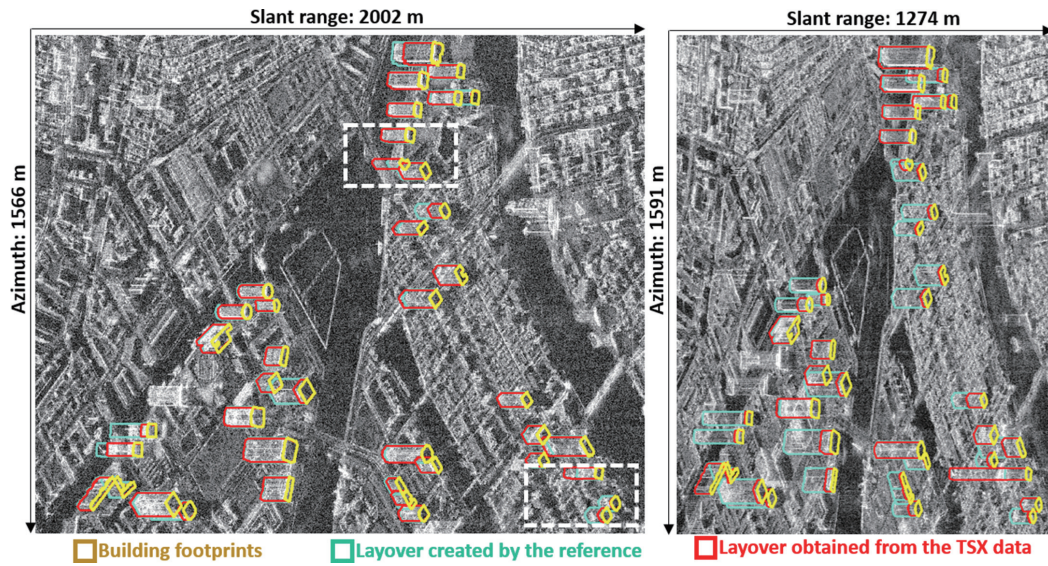 Slant range: 2002 m
Slant range: 1274 m
Azimuth: 1566 m
Azimuth: 1591 m
Building footprints
Layover created by the reference
Layover obtained from the TSX data